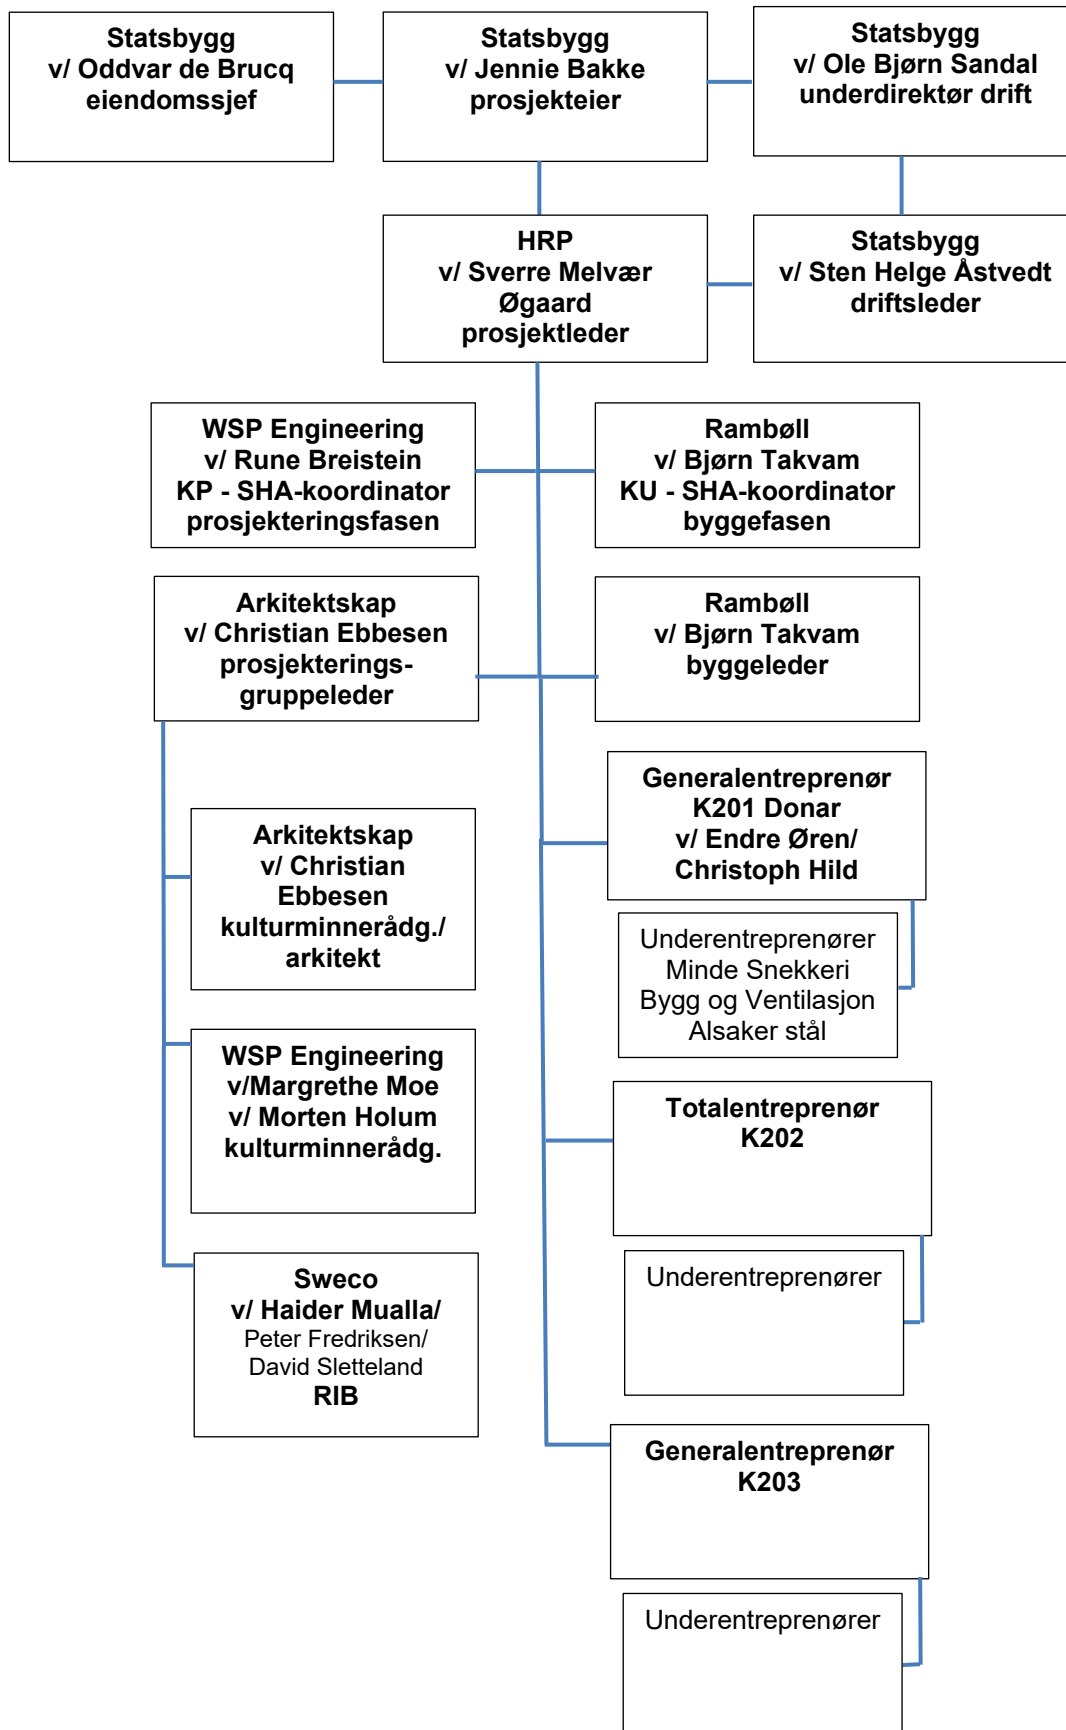 Statsbygg
v/ Oddvar de Brucq
eiendomssjef
Statsbygg
v/ Jennie Bakke
prosjekteier
Statsbygg
v/ Ole Bjørn Sandal
underdirektør drift
HRP
v/ Sverre Melvær
Øgaard
prosjektleder
Statsbygg
v/ Sten Helge Åstvedt
driftsleder
WSP Engineering
v/ Rune Breistein
KP - SHA-koordinator
prosjekteringsfasen
Rambøll
v/ Bjørn Takvam
KU - SHA-koordinator
byggefasen
Arkitektskap
v/ Christian Ebbesen
prosjekterings-
gruppeleder
Rambøll
v/ Bjørn Takvam
byggeleder
Generalentreprenør
K201 Donar
v/ Endre Øren/
Christoph Hild
Arkitektskap
v/ Christian
Ebbesen
kulturminnerådg./
arkitekt
Underentreprenører
Minde Snekkeri
Bygg og Ventilasjon
Alsaker stål
WSP Engineering
v/Margrethe Moe
v/ Morten Holum
kulturminnerådg.
Totalentreprenør
K202
Underentreprenører
Sweco
v/ Haider Mualla/
Peter Fredriksen/
David Sletteland
RIB
Generalentreprenør
K203
Underentreprenører